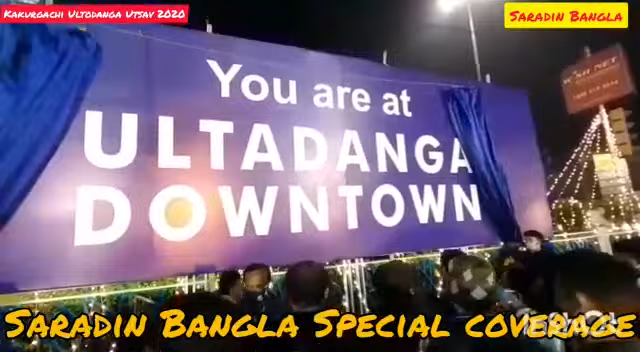 Kakurgachi Ultodanga Utsav 2020
Saradin Bangla
You are at
ULTADANGA
DOWNTOWN
Saradin Bangla Special coverage